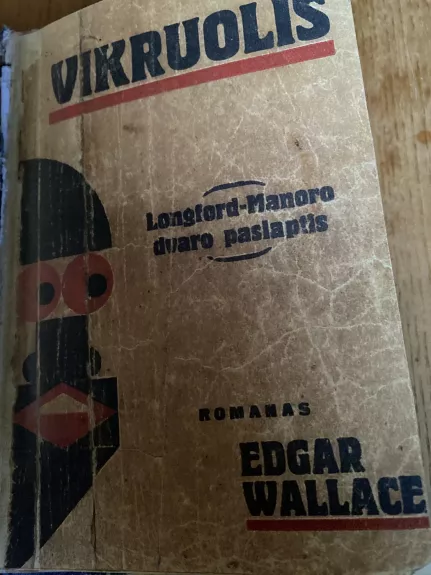 VIKRUOLIS
Longford-Manoro
dvaro paslaptis
ROMANAS
EDGAR
WALLACE